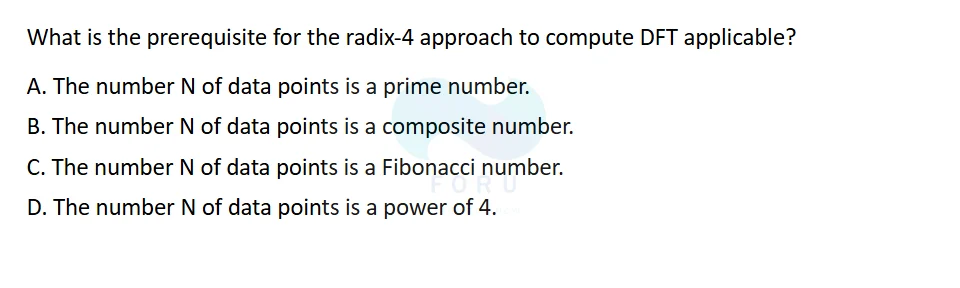 What is the prerequisite for the radix-4 approach to compute DFT applicable?
A. The number N of data points is a prime number.
B. The number N of data points is a composite number.
C. The number N of data points is a Fibonacci number.
FORU
D. The number N of data points is a power of 4.